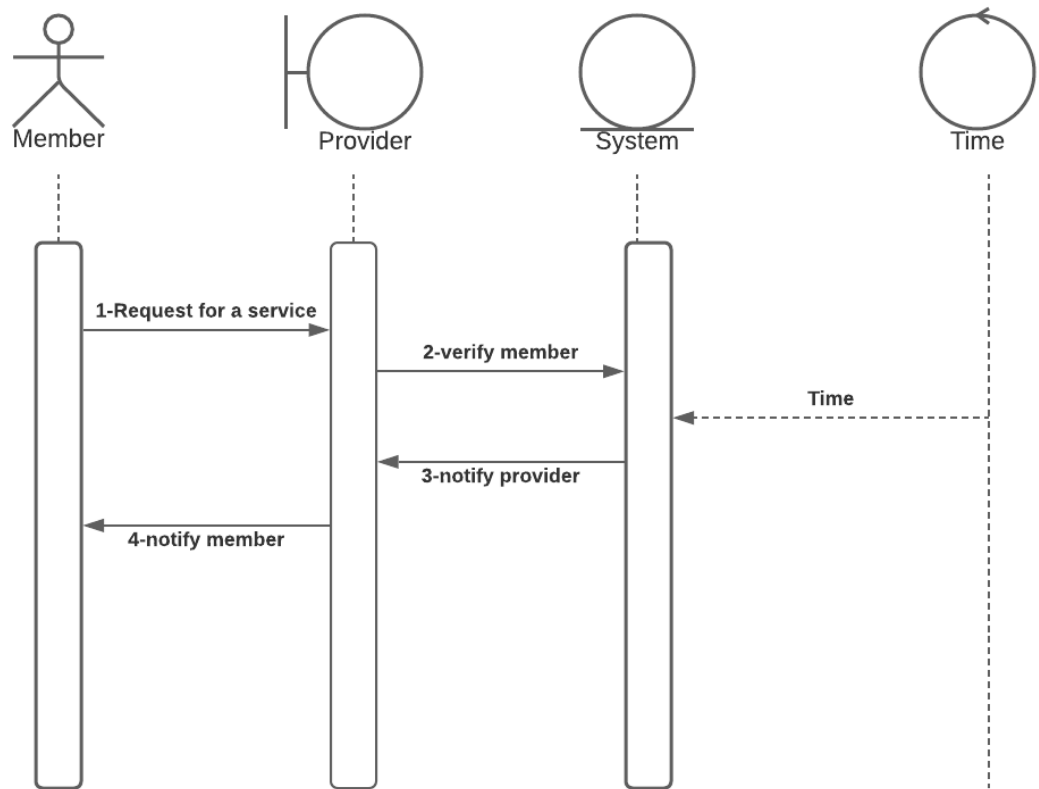 Member
Provider
System
Time
1-Request for a service
2-verify member
Time
3-notify provider
4-notify member